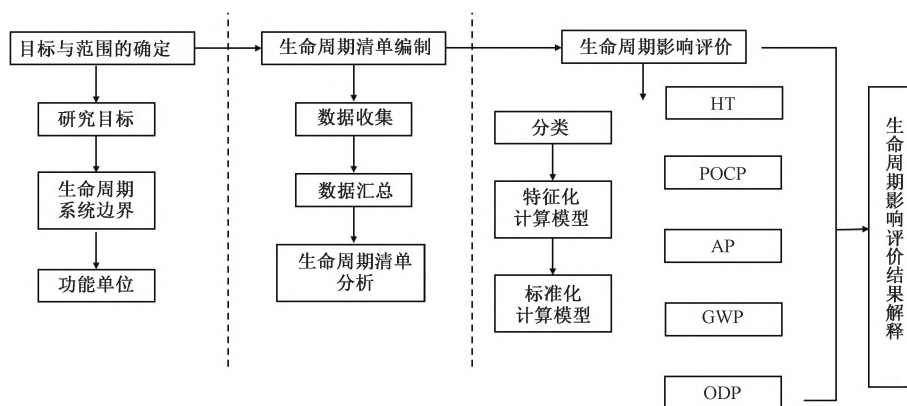 目标与范围的确定
研究目标
生命周期
系统边界
功能单位
生命周期清单编制
数据收集
数据汇总
生命周期清单
分析
生命周期影响评价
分类
特征化
计算模型
标准化
计算模型
HT
POCP
AP
GWP
ODP
生命周期影响评价结果解释